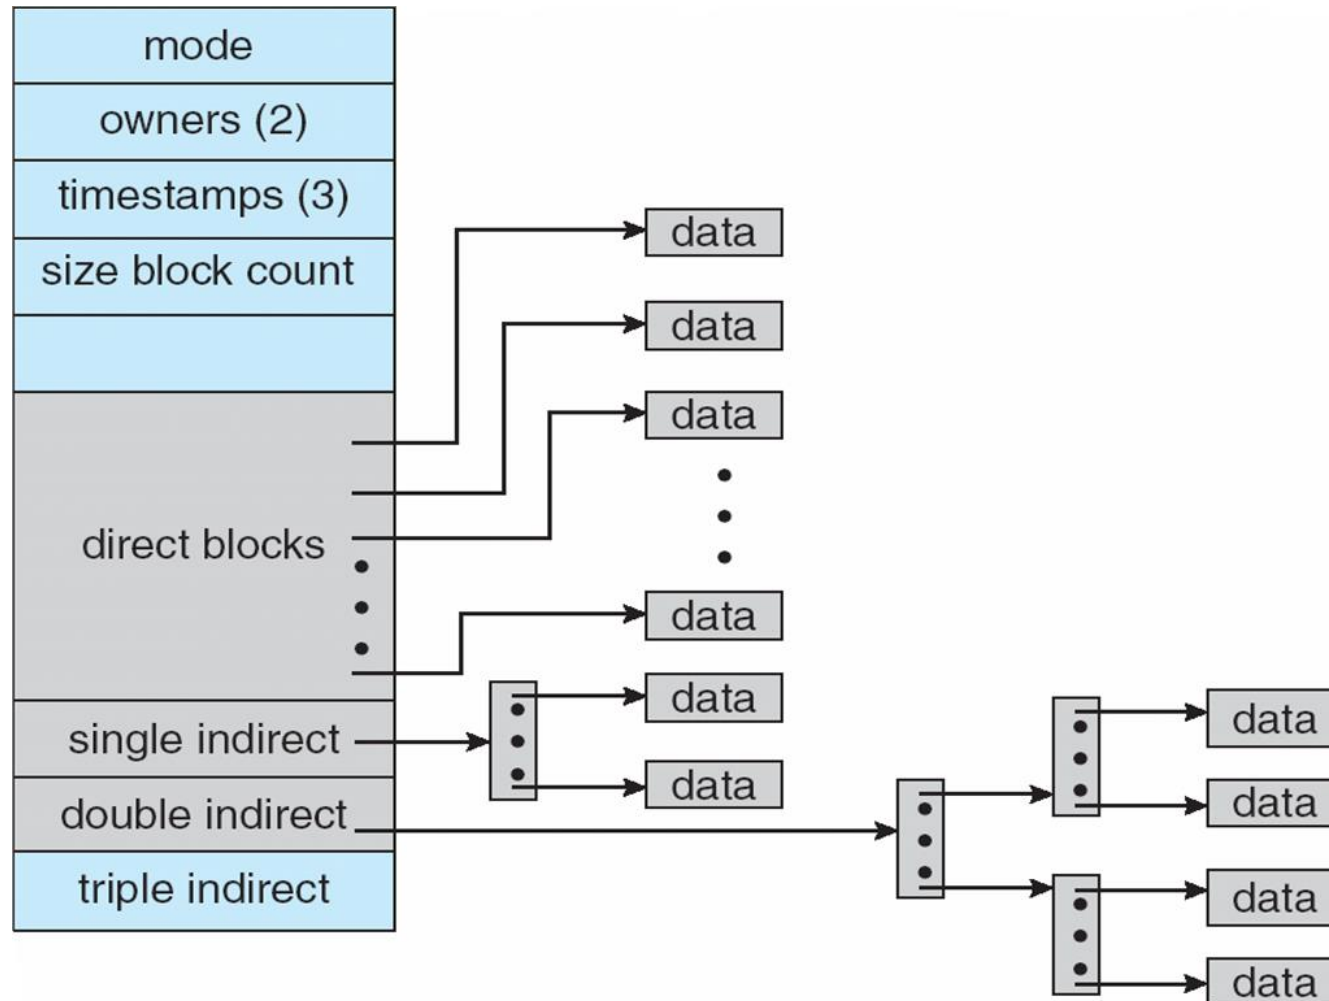 mode
owners (2)
timestamps (3)
size block count
direct blocks
single indirect
double indirect
triple indirect
data
data
data
data
data
data
data
data
data
data